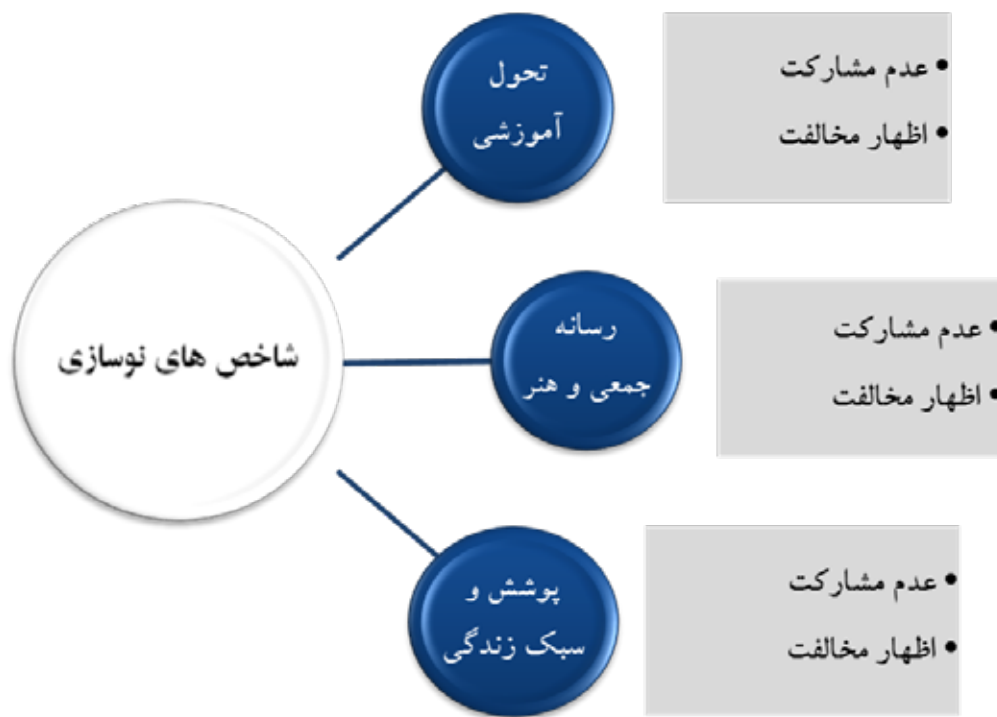 شاخص های نوسازی
تحول
آموزشی
• عدم مشارکت
• اظهار مخالفت
رسانه
جمعی و هنر
• عدم مشارکت
• اظهار مخالفت
پوشش و
سبک زندگی
• عدم مشارکت
• اظهار مخالفت